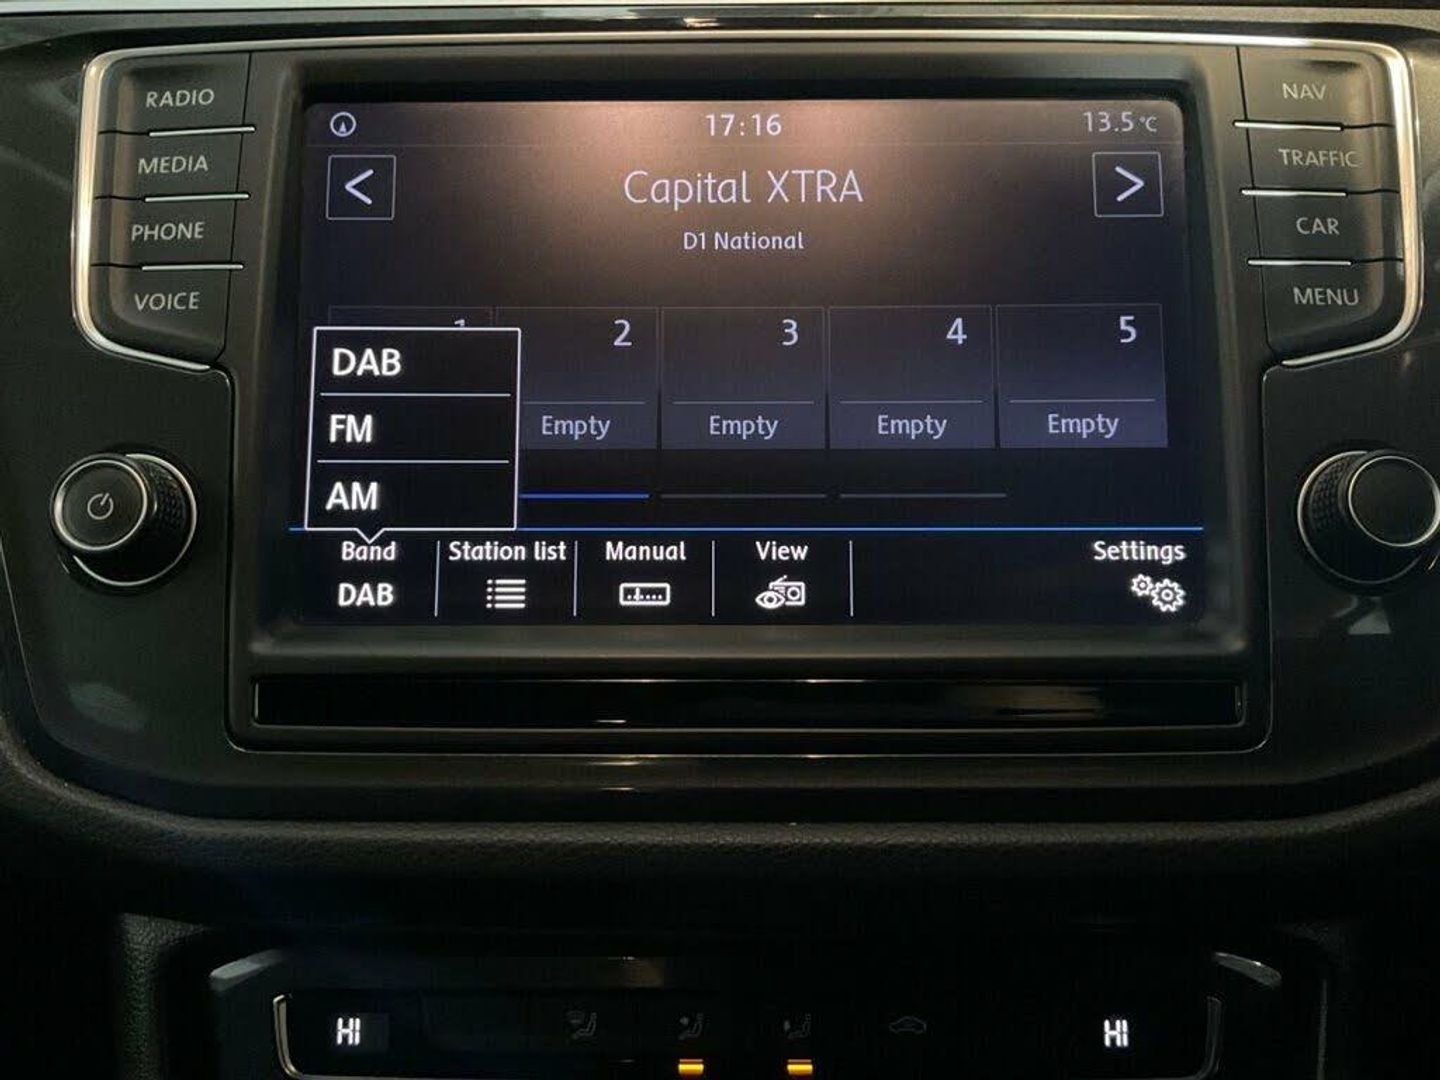 RADIO
MEDIA
PHONE
VOICE
17:16
13.5°C
<
Capital XTRA
>
D1 National
1
2
3
4
5
Empty
Empty
Empty
Empty
DAB
FM
AM
Band
DAB
Station list
Manual
View
Settings
NAV
TRAFFIC
CAR
MENU
HI
HI